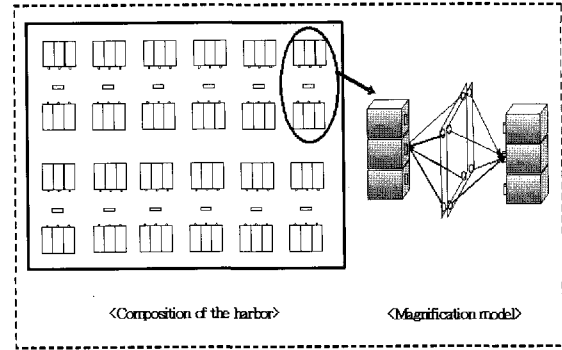 <Composition of the harbor>
<Magnification model>